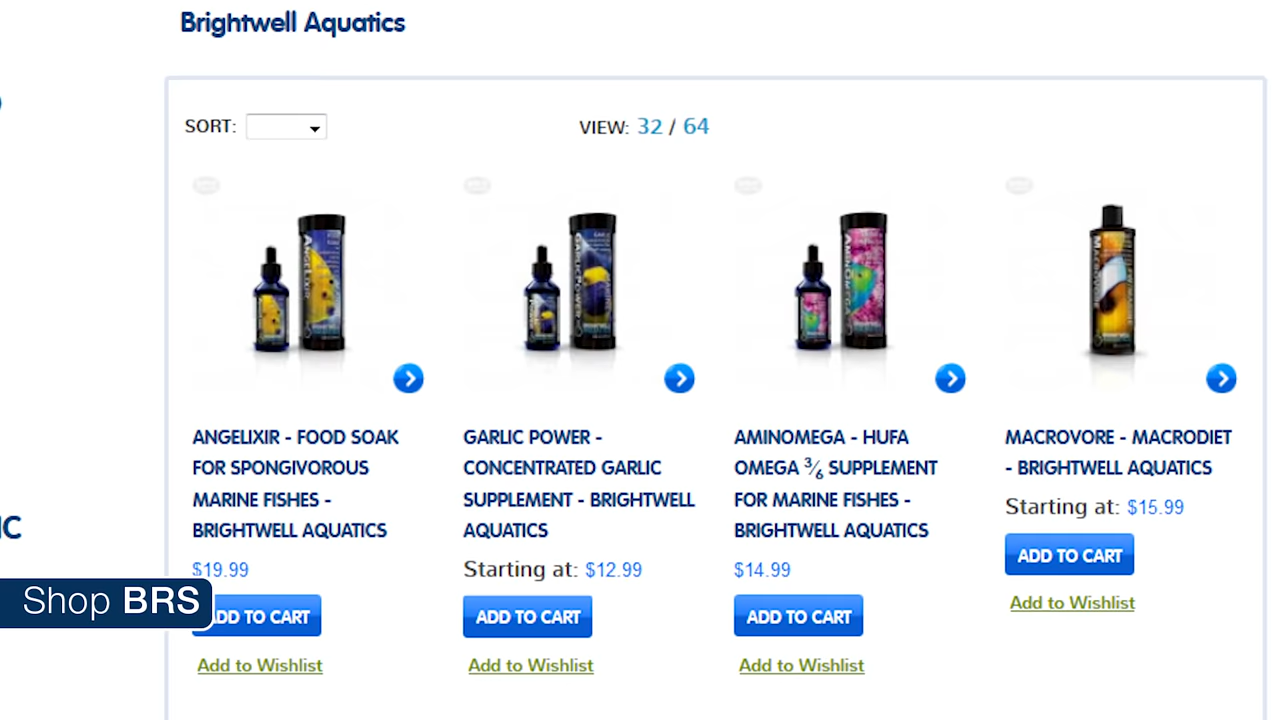 Brightwell Aquatics
SORT:
VIEW: 32 / 64
ANGELIXIR - FOOD SOAK
FOR SPONGIVOROUS
MARINE FISHES -
BRIGHTWELL AQUATICS
$19.99
ADD TO CART
Add to Wishlist
GARLIC POWER -
CONCENTRATED GARLIC
SUPPLEMENT - BRIGHTWELL
AQUATICS
Starting at: $12.99
ADD TO CART
Add to Wishlist
AMINOMEGA - HUFA
OMEGA ³⁄₆ SUPPLEMENT
FOR MARINE FISHES -
BRIGHTWELL AQUATICS
$14.99
ADD TO CART
Add to Wishlist
MACROVORE - MACRODIET
- BRIGHTWELL AQUATICS
Starting at: $15.99
ADD TO CART
Add to Wishlist
IC
Shop BRS